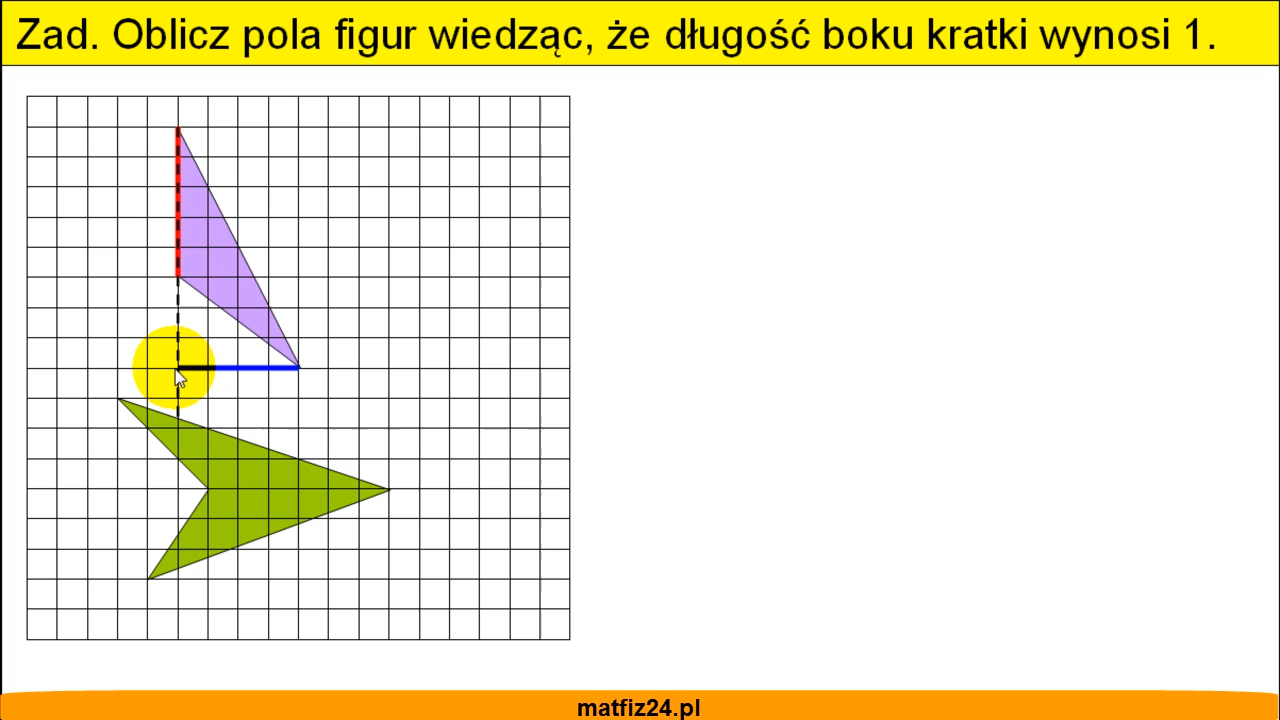 Zad. Oblicz pola figur wiedząc, że długość boku kratki wynosi 1.
matfiz24.pl